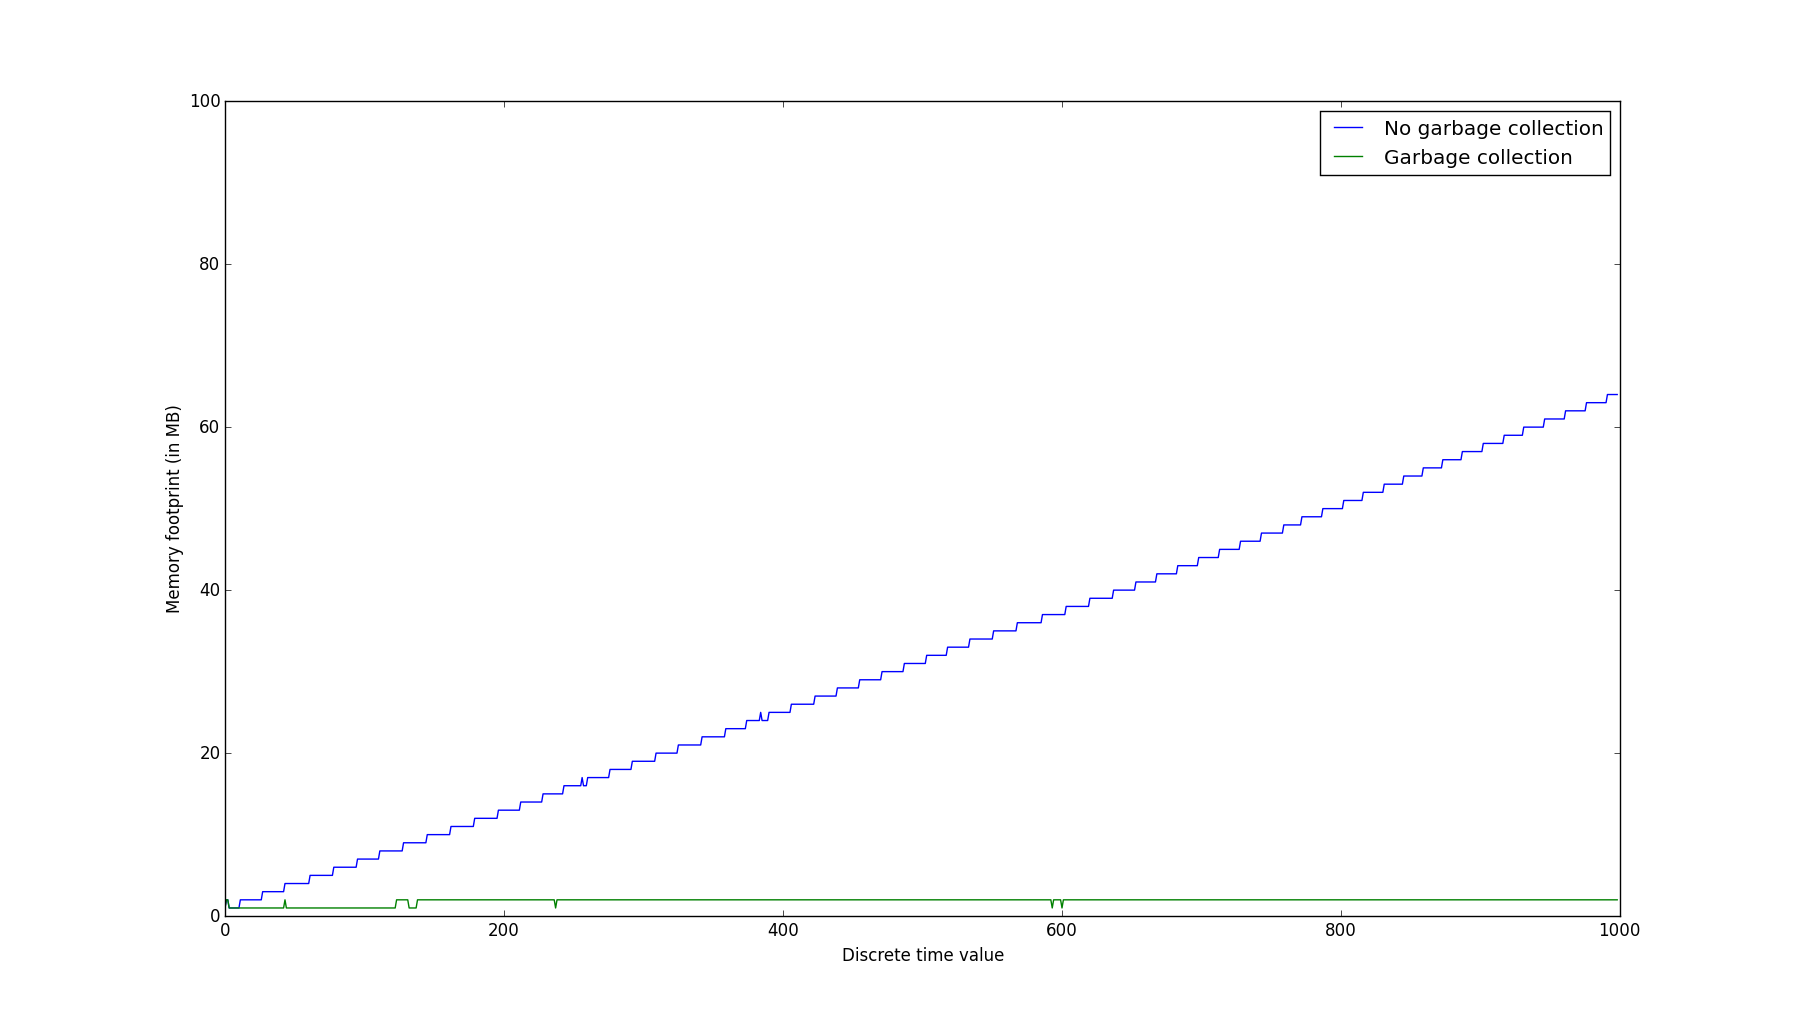 100
No garbage collection
Garbage collection
80
60
Memory footprint (in MB)
40
20
0
0 200 400 600 800 1000
Discrete time value